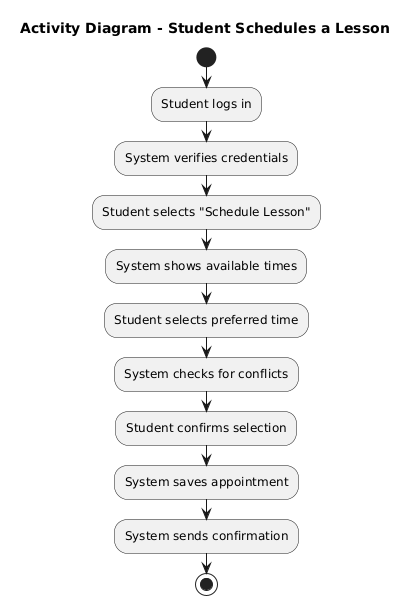 Activity Diagram - Student Schedules a Lesson
Student logs in
System verifies credentials
Student selects "Schedule Lesson"
System shows available times
Student selects preferred time
System checks for conflicts
Student confirms selection
System saves appointment
System sends confirmation